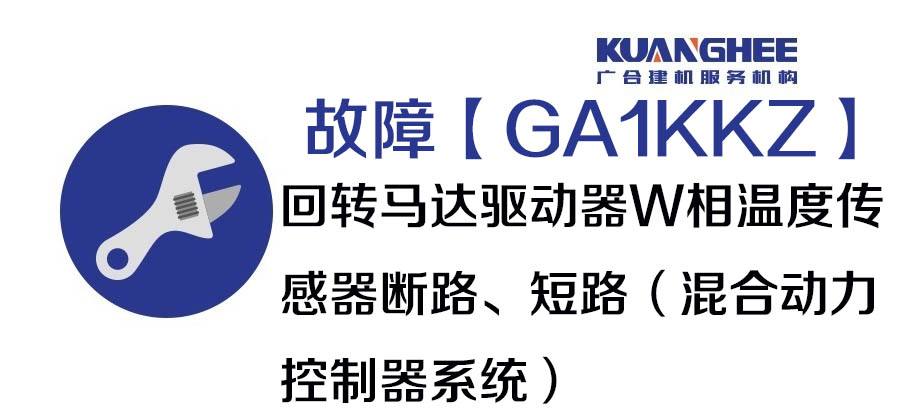 KUANGHEE
广合建机服务机构
故障【GA1KKZ】
回转马达驱动器W相温度传
感器断路、短路（混合动力
控制器系统）